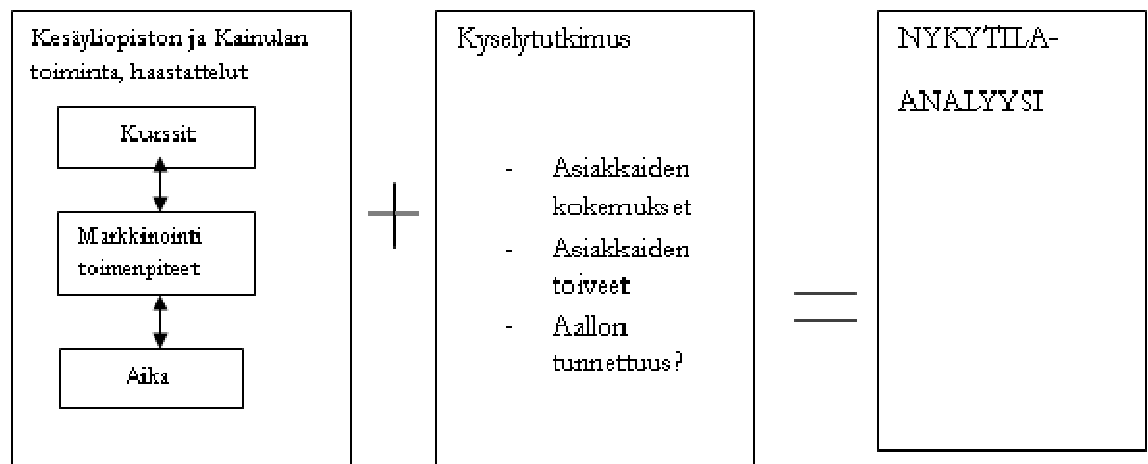 Kesäyliopiston ja Kainulan
toiminta, haastattelut
Kurssit
Markkinointi
toimenpiteet
Aika
+
Kyselytutkimus
- Asiakkaiden
kokemukset
- Asiakkaiden
toiveet
- Aallon
tunnettuus?
=
NYKYTILA-
ANALYYSI